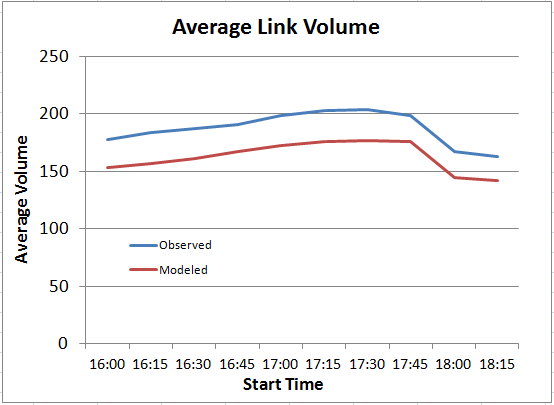 Average Link Volume
250
200
150
100
50
0
Average Volume
Observed
Modeled
16:00 16:15 16:30 16:45 17:00 17:15 17:30 17:45 18:00 18:15
Start Time